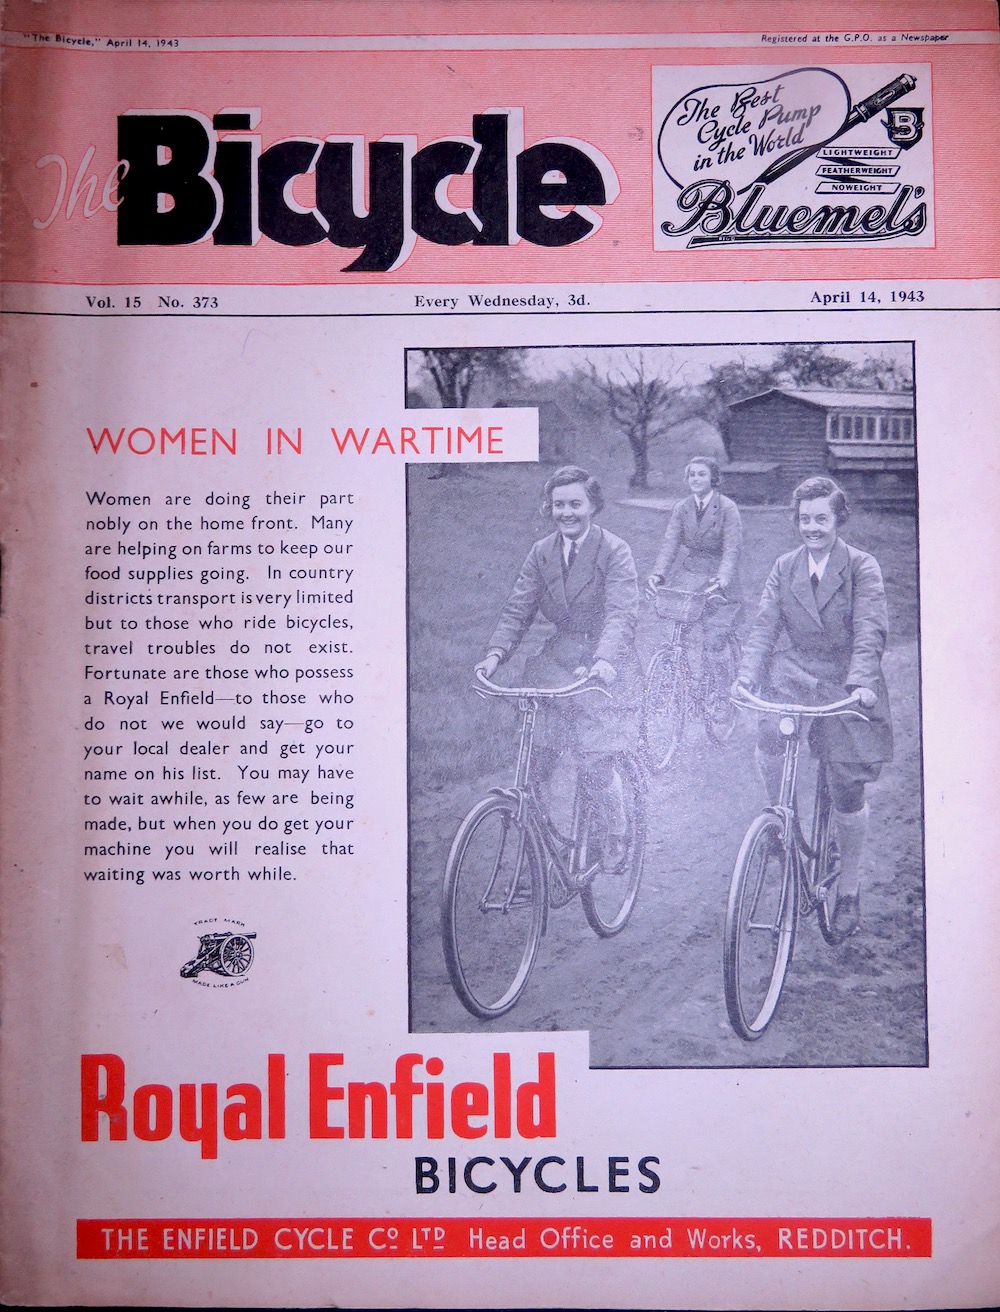 "The Bicycle," April 14, 1943
Registered at the G.P.O. as a Newspaper
The Bicycle
The Best
Cycle Pump
in the World
B
LIGHTWEIGHT
FEATHERWEIGHT
NOWEIGHT
Bluemel's
Vol. 15 No. 373
Every Wednesday, 3d.
April 14, 1943
WOMEN IN WARTIME
Women are doing their part
nobly on the home front. Many
are helping on farms to keep our
food supplies going. In country
districts transport is very limited
but to those who ride bicycles,
travel troubles do not exist.
Fortunate are those who possess
a Royal Enfield—to those who
do not we would say—go to
your local dealer and get your
name on his list. You may have
to wait awhile, as few are being
made, but when you do get your
machine you will realise that
waiting was worth while.
TRADE MARK
MADE LIKE A GUN
Royal Enfield
BICYCLES
THE ENFIELD CYCLE Co LTD Head Office and Works, REDDITCH.